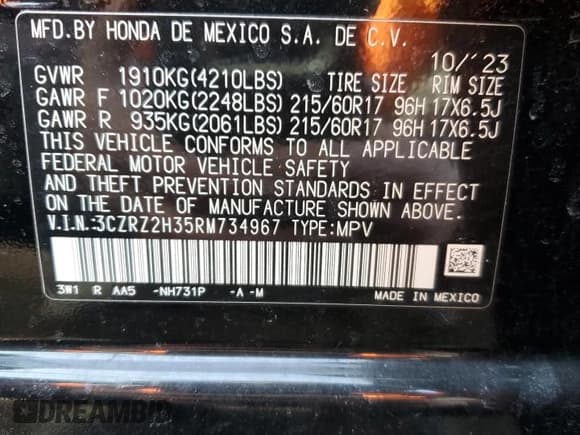 MFD.BY HONDA DE MEXICO S.A. DE C.V.
10/'23
GVWR 1910KG(4210LBS) TIRE SIZE RIM SIZE
GAWR F 1020KG(2248LBS) 215/60R17 96H 17X6.5J
GAWR R 935KG(2061LBS) 215/60R17 96H 17X6.5J
THIS VEHICLE CONFORMS TO ALL APPLICABLE
FEDERAL MOTOR VEHICLE SAFETY
AND THEFT PREVENTION STANDARDS IN EFFECT
ON THE DATE OF MANUFACTURE SHOWN ABOVE.
V.I.N.:3CZRZ2H35RM734967 TYPE:MPV
3W1 R AA5 -NH731P -A -M
MADE IN MEXICO
DREAMBID